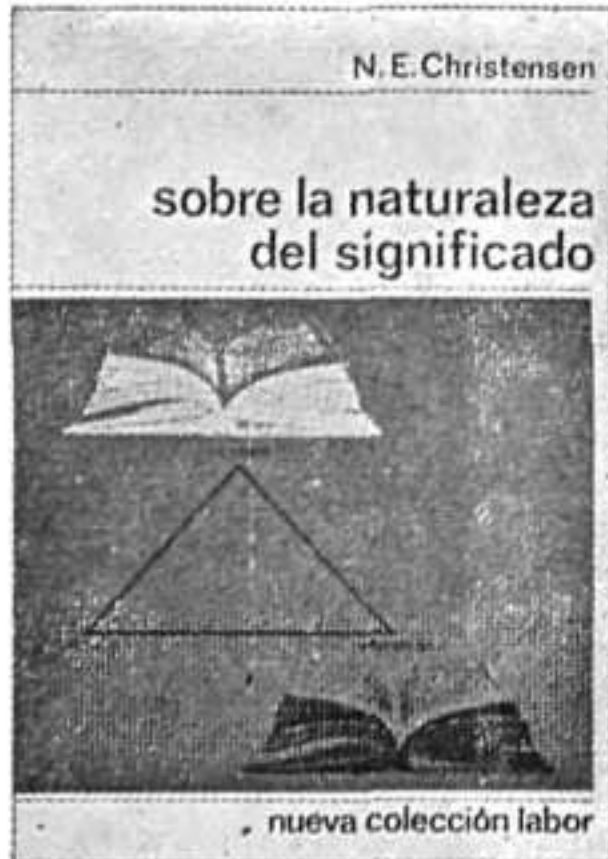 N. E. Christensen
sobre la naturaleza
del significado
nueva colección labor